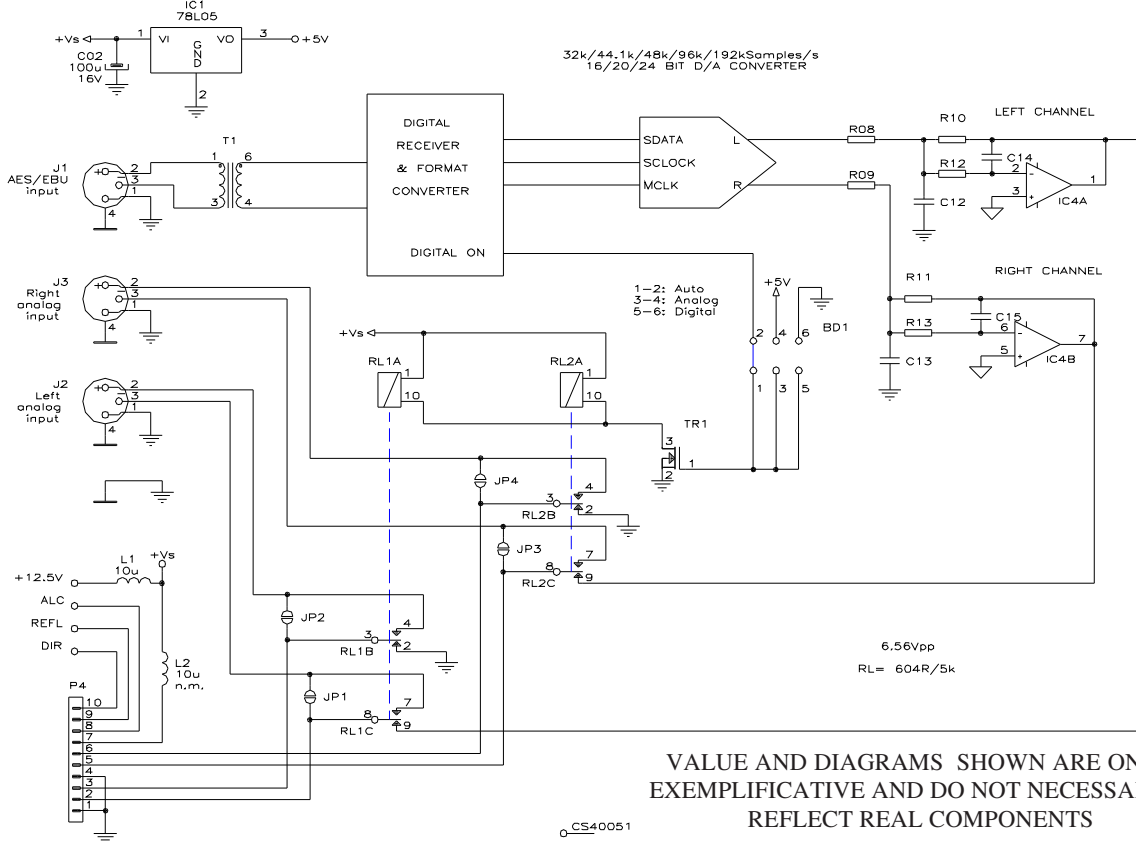 IC1
78L05
+Vs
1
VI
GND
VO
3
+5V
2
C02
100u
16V
32k/44.1k/48k/96k/192kSamples/s
16/20/24 BIT D/A CONVERTER
J1
AES/EBU
input
+
2
3
1
4
T1
1
6
3
4
DIGITAL
RECEIVER
& FORMAT
CONVERTER
DIGITAL ON
SDATA
SCLOCK
MCLK
L
R
R08
R09
R10
R12
C14
C12
LEFT CHANNEL
2
-
3
+
1
IC4A
J3
Right
analog
input
+
2
3
1
4
1-2: Auto
3-4: Analog
5-6: Digital
+5V
2
4
6
BD1
1
3
5
R11
R13
C15
C13
RIGHT CHANNEL
6
-
5
+
7
IC4B
+Vs
RL1A
1
10
RL2A
1
10
J2
Left
analog
input
+
2
3
1
4
TR1
3
2
1
JP4
3
RL2B
4
2
JP3
8
RL2C
7
9
+12.5V
L1
10u
+Vs
ALC
REFL
DIR
L2
10u
n.m.
JP2
3
RL1B
4
2
JP1
8
RL1C
7
9
P4
10
9
8
7
6
5
4
3
2
1
6.56Vpp
RL= 604R/5k
VALUE AND DIAGRAMS SHOWN ARE ON
EXEMPLIFICATIVE AND DO NOT NECESSA
REFLECT REAL COMPONENTS
CS40051